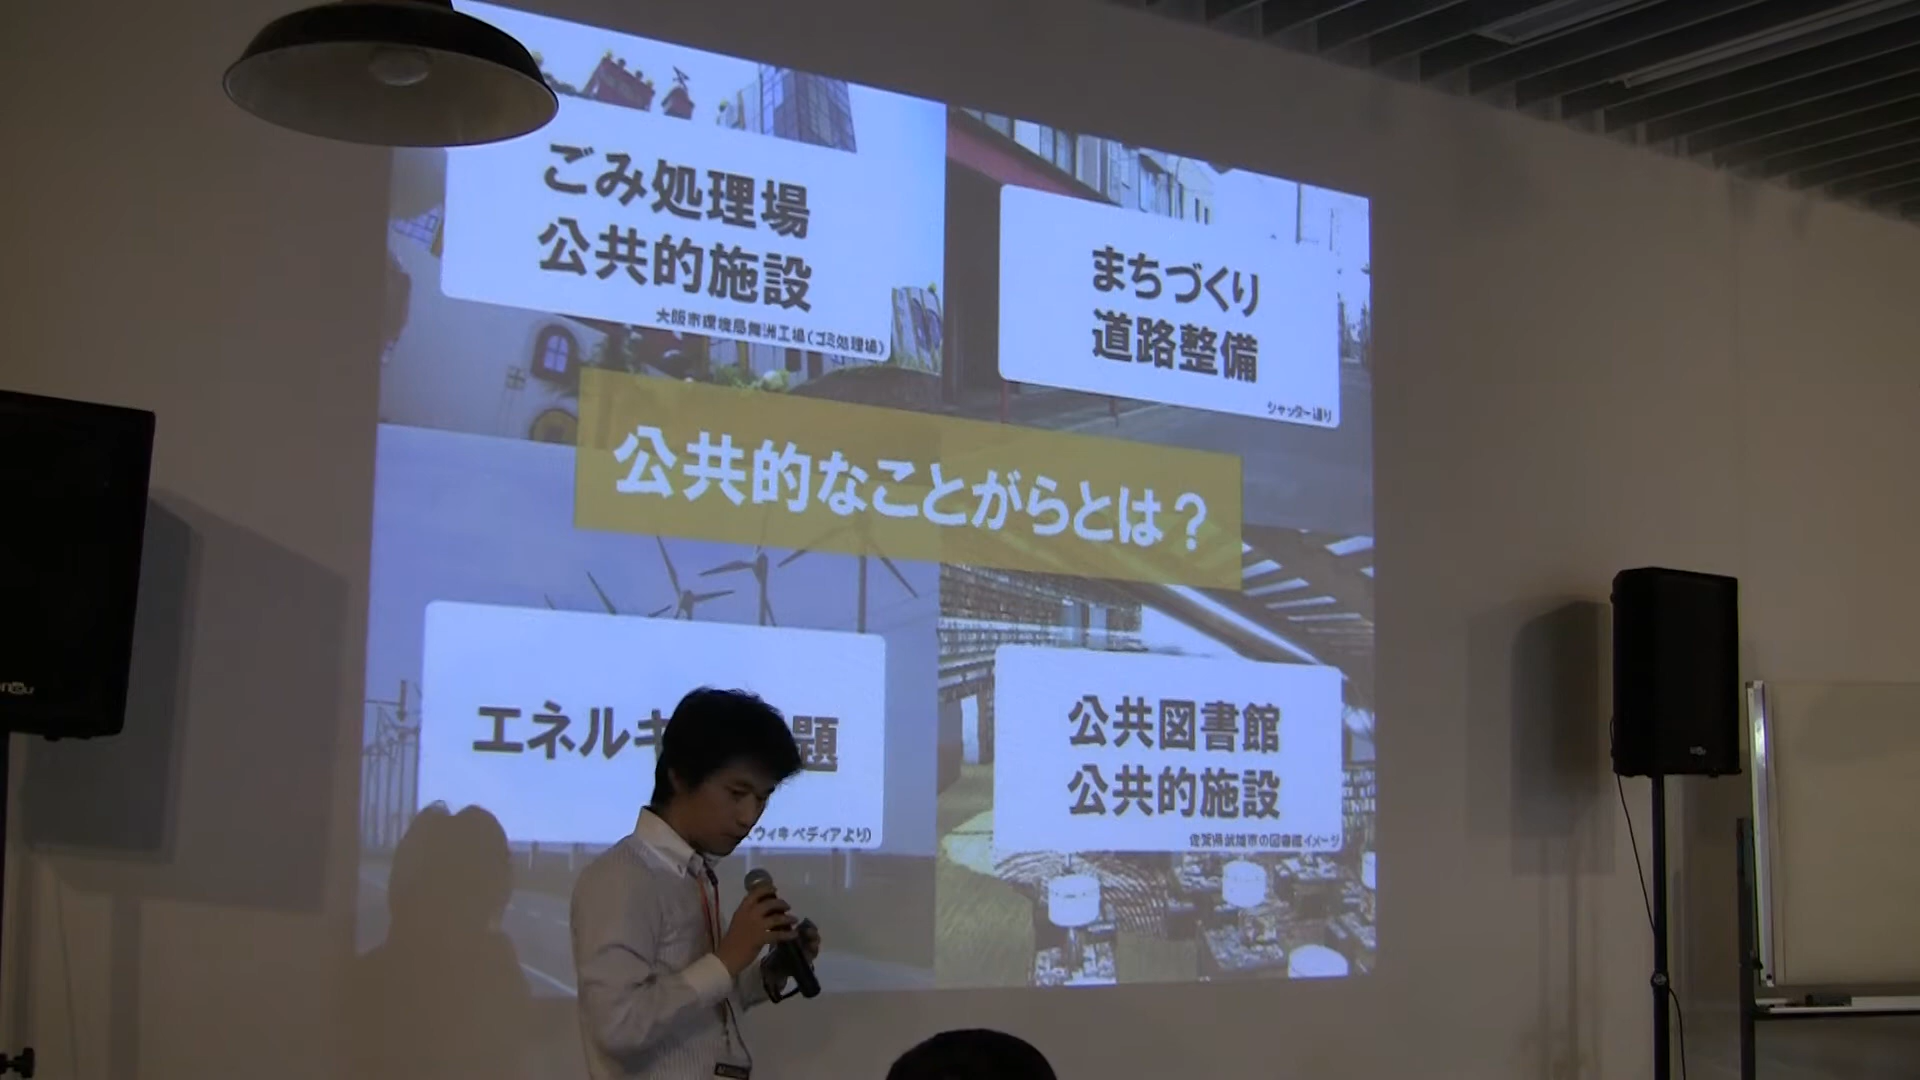 ごみ処理場
公共的施設
大阪市環境局舞洲工場(ゴミ処理場)
まちづくり
道路整備
シャッター通り
公共的なことがらとは？
エネルギ
題
ウィキペディアより)
公共図書館
公共的施設
佐賀県武雄市の図書館イメージ